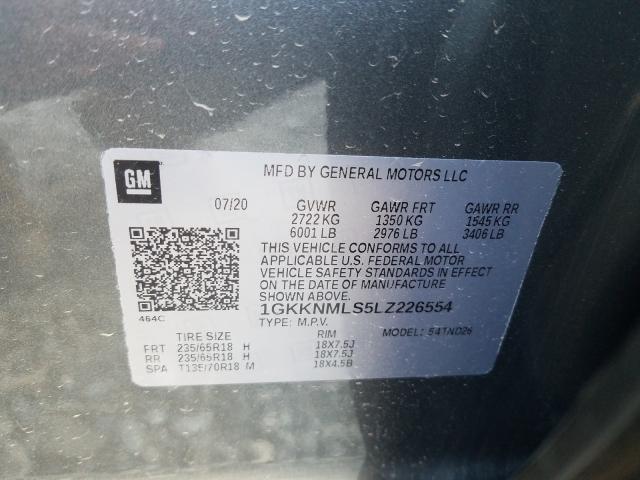 GM
MFD BY GENERAL MOTORS LLC
07/20 GVWR GAWR FRT GAWR RR
2722 KG 1350 KG 1545 KG
6001 LB 2976 LB 3406 LB
THIS VEHICLE CONFORMS TO ALL
APPLICABLE U.S. FEDERAL MOTOR
VEHICLE SAFETY STANDARDS IN EFFECT
ON THE DATE OF MANUFACTURE
SHOWN ABOVE.
464C
1GKKNMLS5LZ226554
TYPE: M.P.V. MODEL:
TIRE SIZE RIM
FRT 235/65R18 H 18X7.5J
RR 235/65R18 H 18X7.5J
SPA T135/70R18 M 18X4.5B